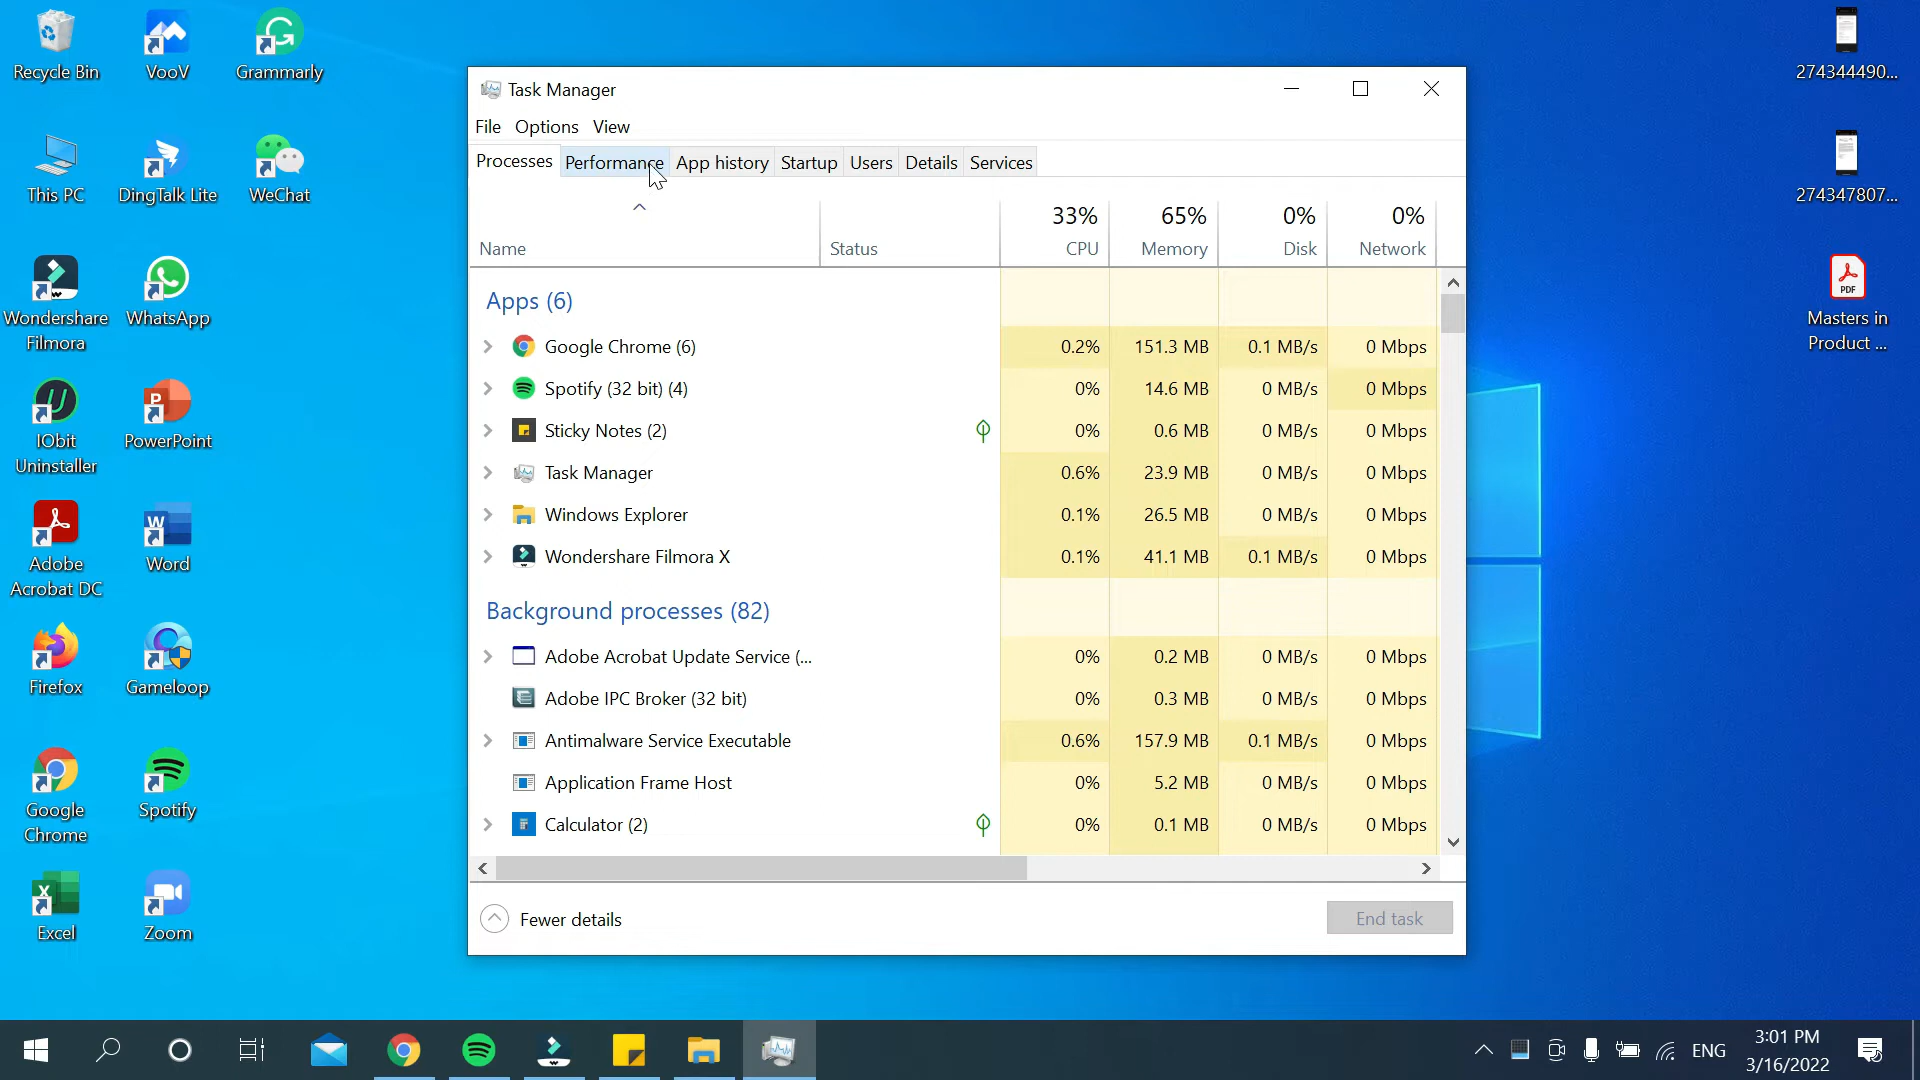 Recycle Bin
VooV
Grammarly
This PC
DingTalk Lite
WeChat
Wondershare
Filmora
WhatsApp
IObit
Uninstaller
PowerPoint
Adobe
Acrobat DC
Word
Firefox
Gameloop
Google
Chrome
Spotify
Excel
Zoom
Task Manager
File Options View
Processes Performance App history Startup Users Details Services
33% 65% 0% 0%
Name Status CPU Memory Disk Network
Apps (6)
Google Chrome (6) 0.2% 151.3 MB 0.1 MB/s 0 Mbps
Spotify (32 bit) (4) 0% 14.6 MB 0 MB/s 0 Mbps
Sticky Notes (2) 0% 0.6 MB 0 MB/s 0 Mbps
Task Manager 0.6% 23.9 MB 0 MB/s 0 Mbps
Windows Explorer 0.1% 26.5 MB 0 MB/s 0 Mbps
Wondershare Filmora X 0.1% 41.1 MB 0.1 MB/s 0 Mbps
Background processes (82)
Adobe Acrobat Update Service (... 0% 0.2 MB 0 MB/s 0 Mbps
Adobe IPC Broker (32 bit) 0% 0.3 MB 0 MB/s 0 Mbps
Antimalware Service Executable 0.6% 157.9 MB 0.1 MB/s 0 Mbps
Application Frame Host 0% 5.2 MB 0 MB/s 0 Mbps
Calculator (2) 0% 0.1 MB 0 MB/s 0 Mbps
Fewer details
End task
274344490...
274347807...
PDF
Masters in
Product ...
ENG
3:01 PM
3/16/2022